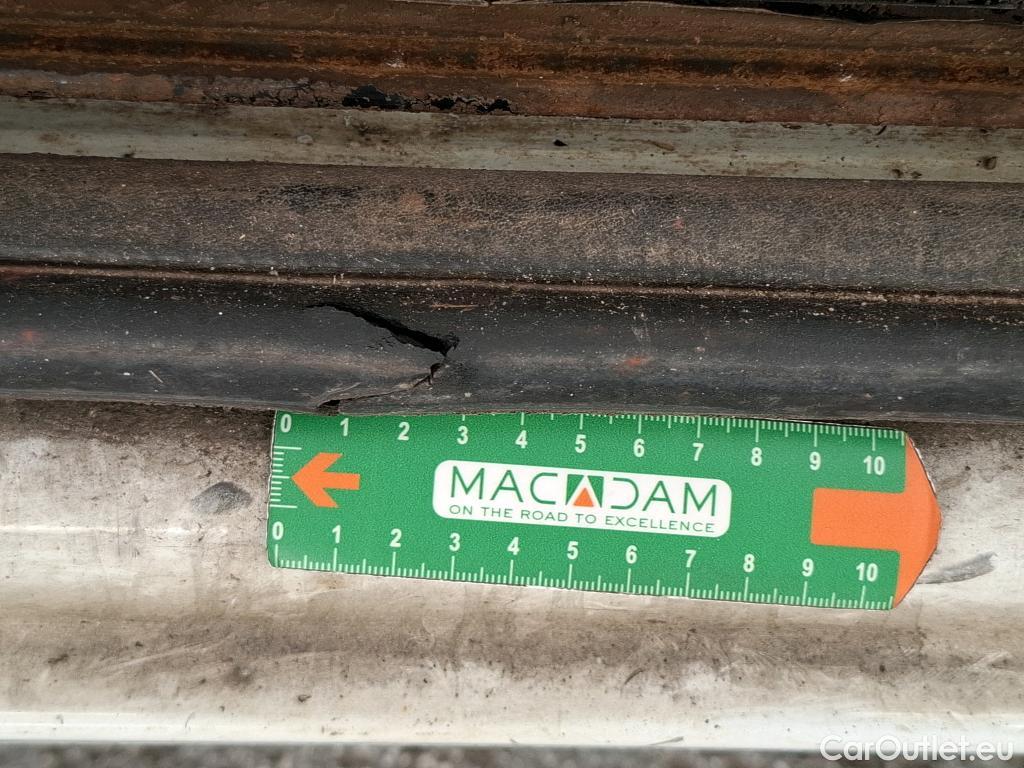 0 1 2 3 4 5 6 7 8 9 10
MACADAM
ON THE ROAD TO EXCELLENCE
0 1 2 3 4 5 6 7 8 9 10
CarOutlet.eu